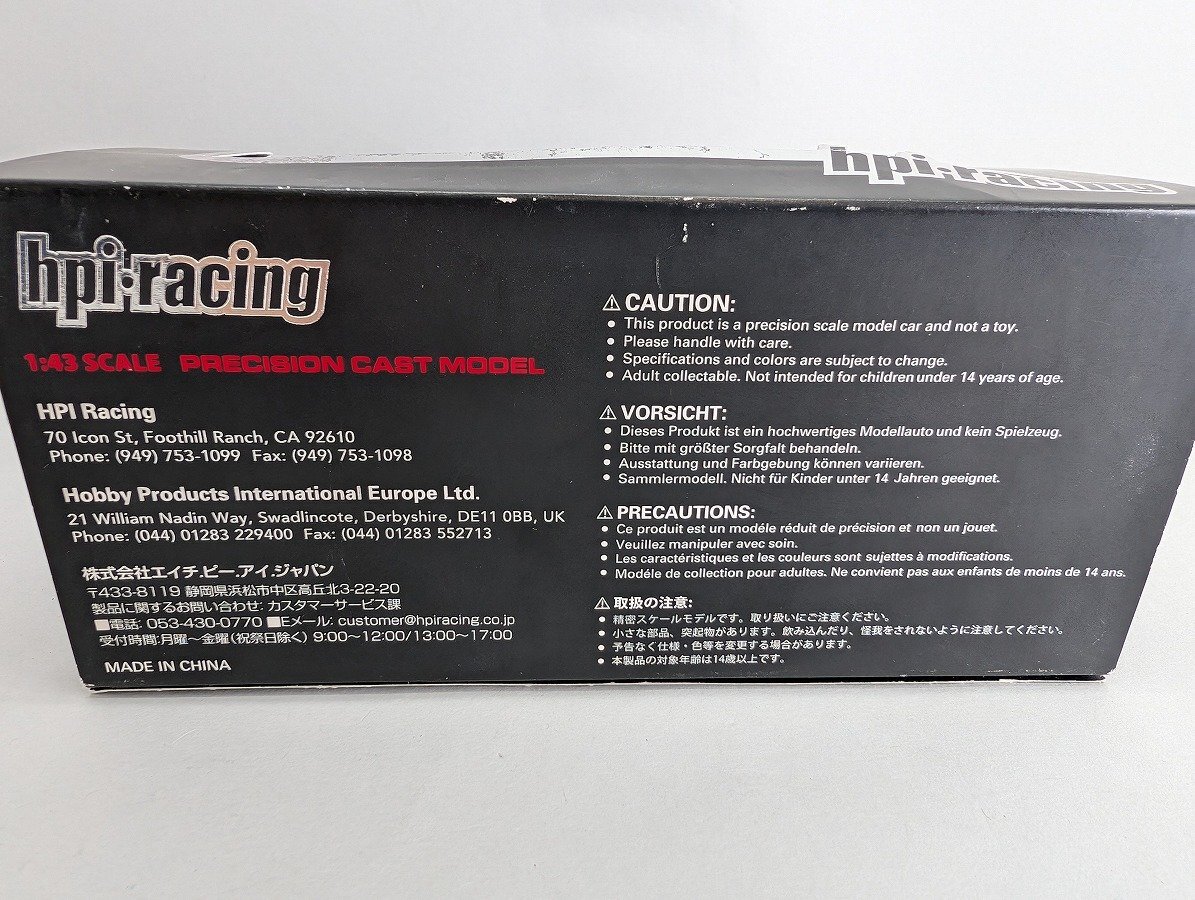 hpi·racing
hpi·racing
1:43 SCALE PRECISION CAST MODEL
HPI Racing
70 Icon St, Foothill Ranch, CA 92610
Phone: (949) 753-1099 Fax: (949) 753-1098
Hobby Products International Europe Ltd.
21 William Nadin Way, Swadlincote, Derbyshire, DE11 0BB, UK
Phone: (044) 01283 229400 Fax: (044) 01283 552713
株式会社エイチ.ピー.アイ.ジャパン
〒433-8119 静岡県浜松市中区高丘北3-22-20
製品に関するお問い合わせ: カスタマーサービス課
■電話: 053-430-0770 ■Eメール: customer@hpiracing.co.jp
受付時間:月曜～金曜(祝祭日除く) 9:00~12:00/13:00~17:00
MADE IN CHINA
⚠ CAUTION:
• This product is a precision scale model car and not a toy.
• Please handle with care.
• Specifications and colors are subject to change.
• Adult collectable. Not intended for children under 14 years of age.
⚠ VORSICHT:
• Dieses Produkt ist ein hochwertiges Modellauto und kein Spielzeug.
• Bitte mit größter Sorgfalt behandeln.
• Ausstattung und Farbgebung können variieren.
• Sammlermodell. Nicht für Kinder unter 14 Jahren geeignet.
⚠ PRECAUTIONS:
• Ce produit est un modéle réduit de précision et non un jouet.
• Veuillez manipuler avec soin.
• Les caractéristiques et les couleurs sont sujettes à modifications.
• Modéle de collection pour adultes. Ne convient pas aux enfants de moins de 14 ans.
⚠ 取扱の注意:
• 精密スケールモデルです。取り扱いにご注意ください。
• 小さな部品、突起物があります。飲み込んだり、怪我をされないように注意してください。
• 予告なく仕様・色等を変更する場合があります。
• 本製品の対象年齢は14歳以上です。